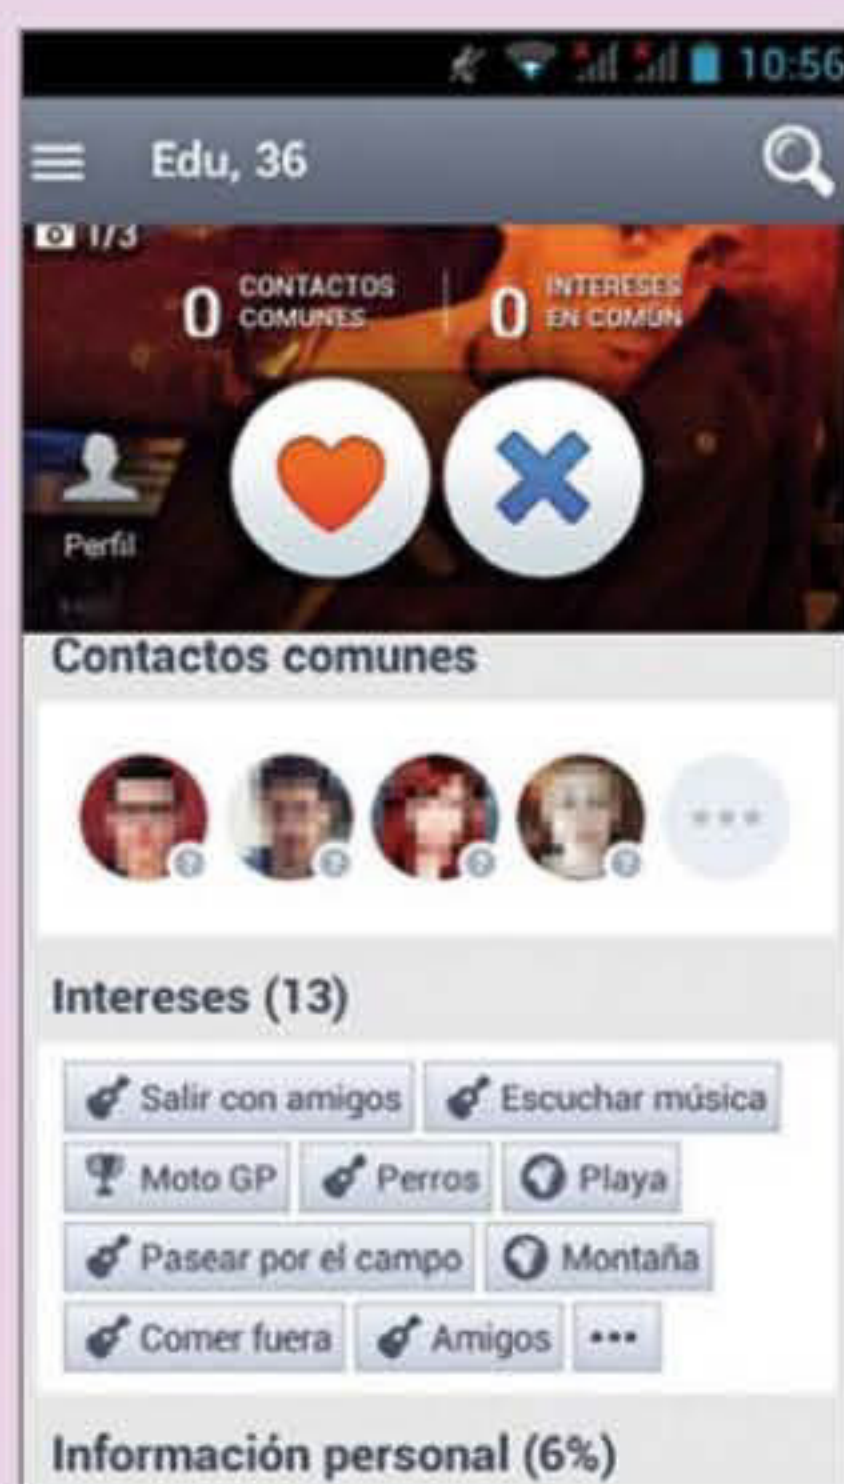 10:56
Edu, 36
1/3
0 CONTACTOS COMUNES 0 INTERESES EN COMÚN
Perfil
Contactos comunes
Intereses (13)
Salir con amigos Escuchar música
Moto GP Perros Playa
Pasear por el campo Montaña
Comer fuera Amigos ...
Información personal (6%)